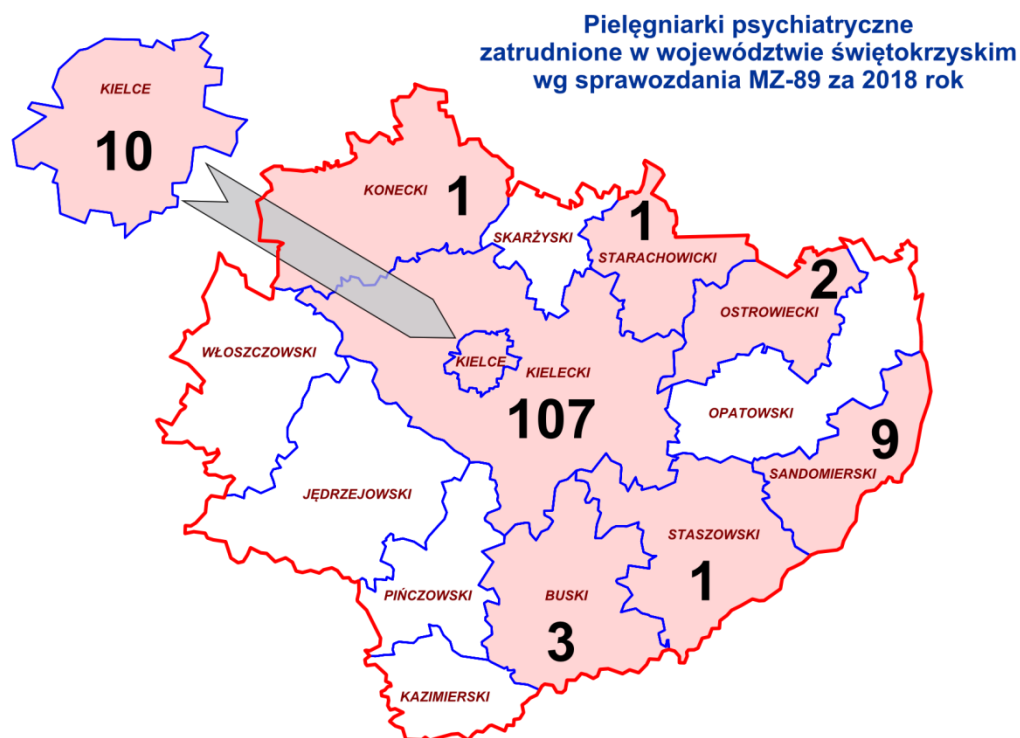 Pielęgniarki psychiatryczne
zatrudnione w województwie świętokrzyskim
wg sprawozdania MZ-89 za 2018 rok
KIELCE
10
KONECKI
1
SKARŻYSKI
1
STARACHOWICKI
2
OSTROWIECKI
WŁOSZCZOWSKI
KIELCE
KIELECKI
107
OPATOWSKI
9
SANDOMIERSKI
JĘDRZEJOWSKI
STASZOWSKI
1
PIŃCZOWSKI
BUSKI
3
KAZIMIERSKI